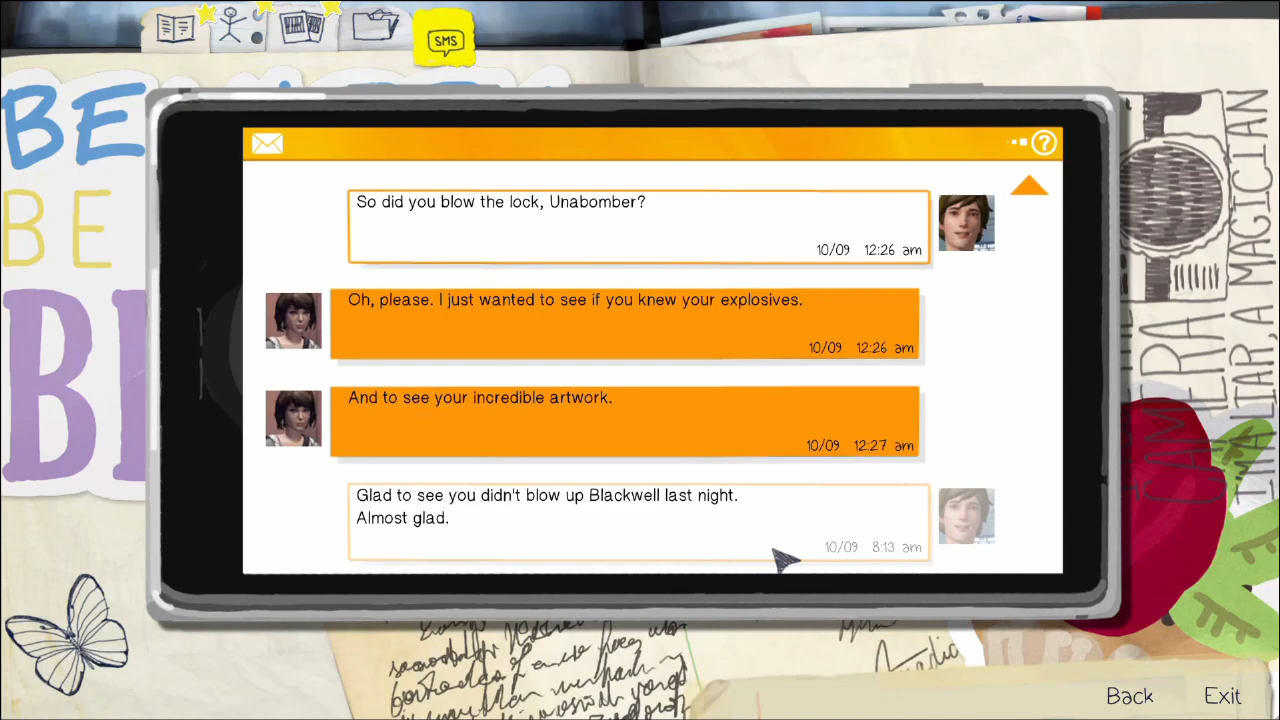 SMS
BE
BE
So did you blow the lock, Unabomber?
10/09 12:26 am
Oh, please. I just wanted to see if you knew your explosives.
10/09 12:26 am
And to see your incredible artwork.
10/09 12:27 am
Glad to see you didn't blow up Blackwell last night.
Almost glad.
10/09 8:13 am
?
LIAR, A MAGICIAN
Back
Exit